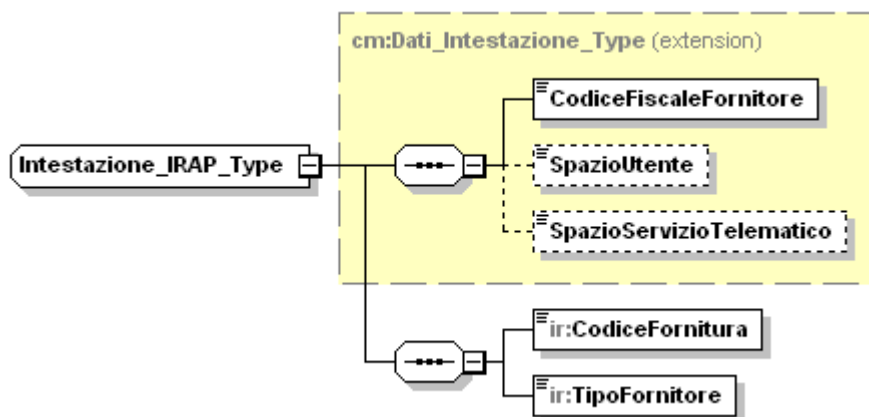 cm:Dati_Intestazione_Type (extension)
CodiceFiscaleFornitore
Intestazione_IRAP_Type
SpazioUtente
SpazioServizioTelematico
ir:CodiceFornitura
ir:TipoFornitore